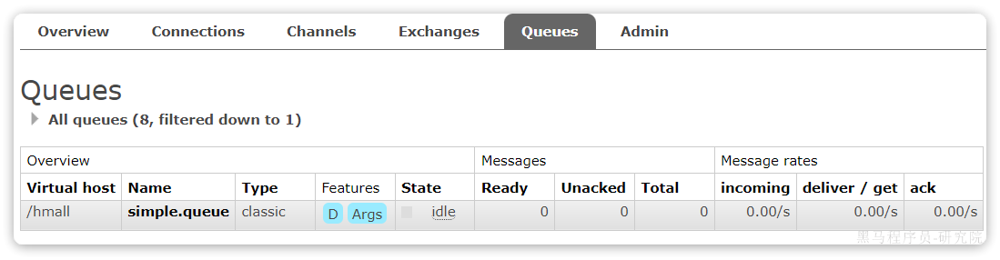 Overview Connections Channels Exchanges Queues Admin
Queues
All queues (8, filtered down to 1)
Overview Messages Message rates
Virtual host Name Type Features State Ready Unacked Total incoming deliver / get ack
/hmall simple.queue classic D Args idle 0 0 0 0.00/s 0.00/s 0.00/s
黑马程序员-研究院